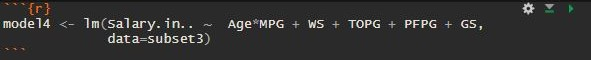 ```{r}
model4 <- lm(Salary.in.. ~ Age*MPG + WS + TOPG + PFPG + GS,
data=subset3)
```